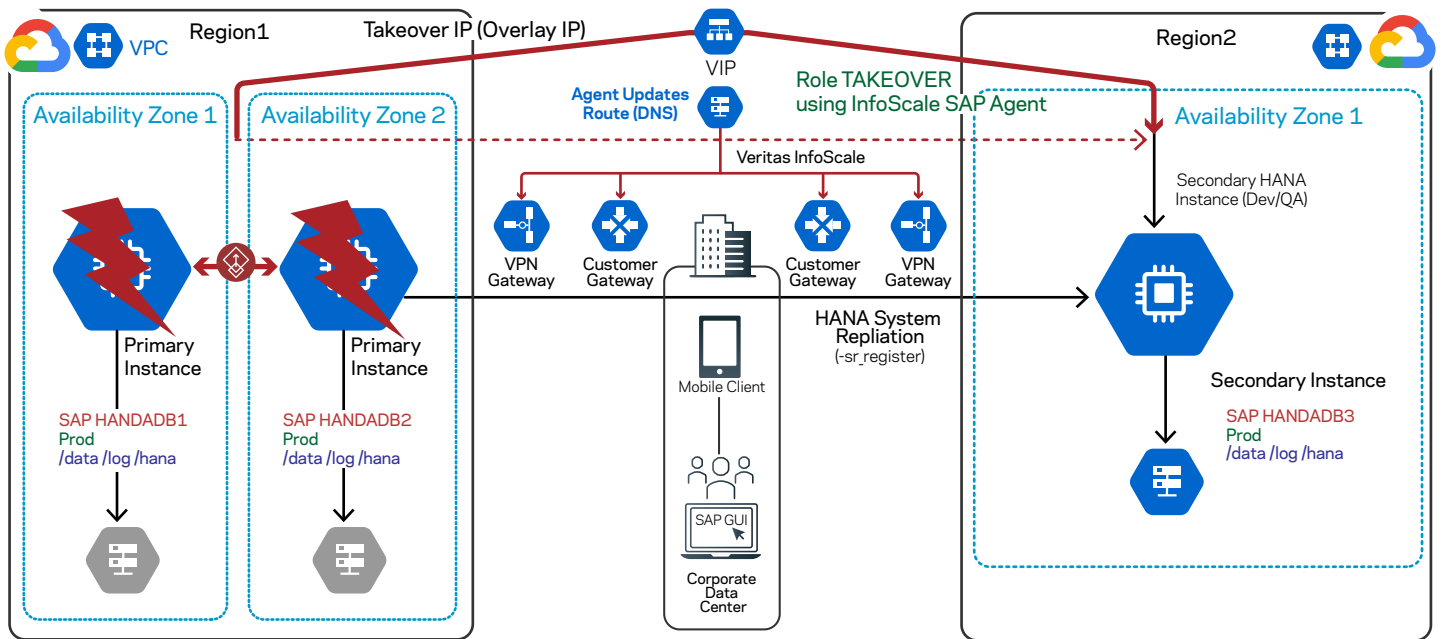 Region1
VPC
Takeover IP (Overlay IP)
VIP
Region2
Availability Zone 1
Availability Zone 2
Agent Updates
Route (DNS)
Role TAKEOVER
using InfoScale SAP Agent
Availability Zone 1
Veritas InfoScale
Secondary HANA
Instance (Dev/QA)
VPN
Gateway
Customer
Gateway
Customer
Gateway
VPN
Gateway
HANA System
Repliation
(-sr_register)
Primary
Instance
Primary
Instance
Mobile Client
Secondary Instance
SAP HANDADB1
Prod
/data /log /hana
SAP HANDADB2
Prod
/data /log /hana
SAP HANDADB3
Prod
/data /log /hana
SAP GUI
Corporate
Data
Center